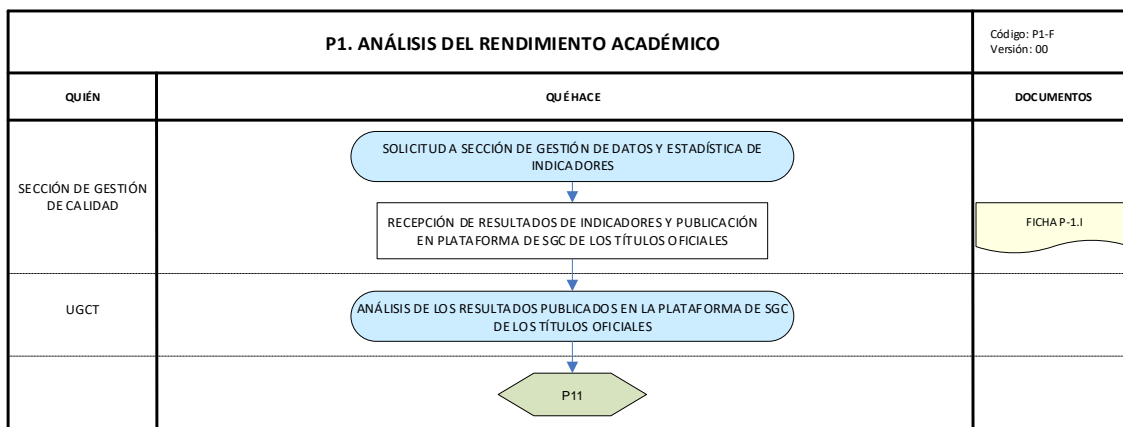 P1. ANÁLISIS DEL RENDIMIENTO ACADÉMICO
Código: P1-F
Versión: 00
QUIÉN
QUÉ HACE
DOCUMENTOS
SECCIÓN DE GESTIÓN
DE CALIDAD
SOLICITUD A SECCIÓN DE GESTIÓN DE DATOS Y ESTADÍSTICA DE
INDICADORES
RECEPCIÓN DE RESULTADOS DE INDICADORES Y PUBLICACIÓN
EN PLATAFORMA DE SGC DE LOS TÍTULOS OFICIALES
FICHA P-1.I
UGCT
ANÁLISIS DE LOS RESULTADOS PUBLICADOS EN LA PLATAFORMA DE SGC
DE LOS TÍTULOS OFICIALES
P11